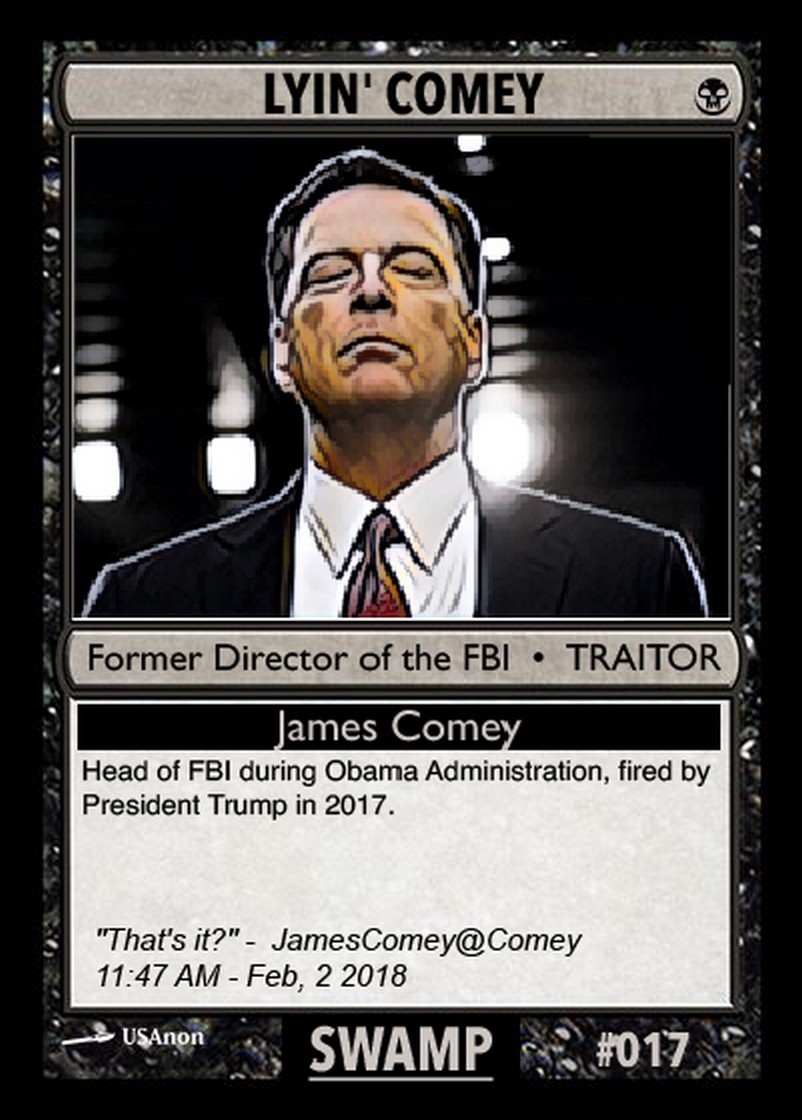 LYIN' COMEY
Former Director of the FBI • TRAITOR
James Comey
Head of FBI during Obama Administration, fired by
President Trump in 2017.
"That's it?" - JamesComey@Comey
11:47 AM - Feb, 2 2018
USAnon
SWAMP
#017